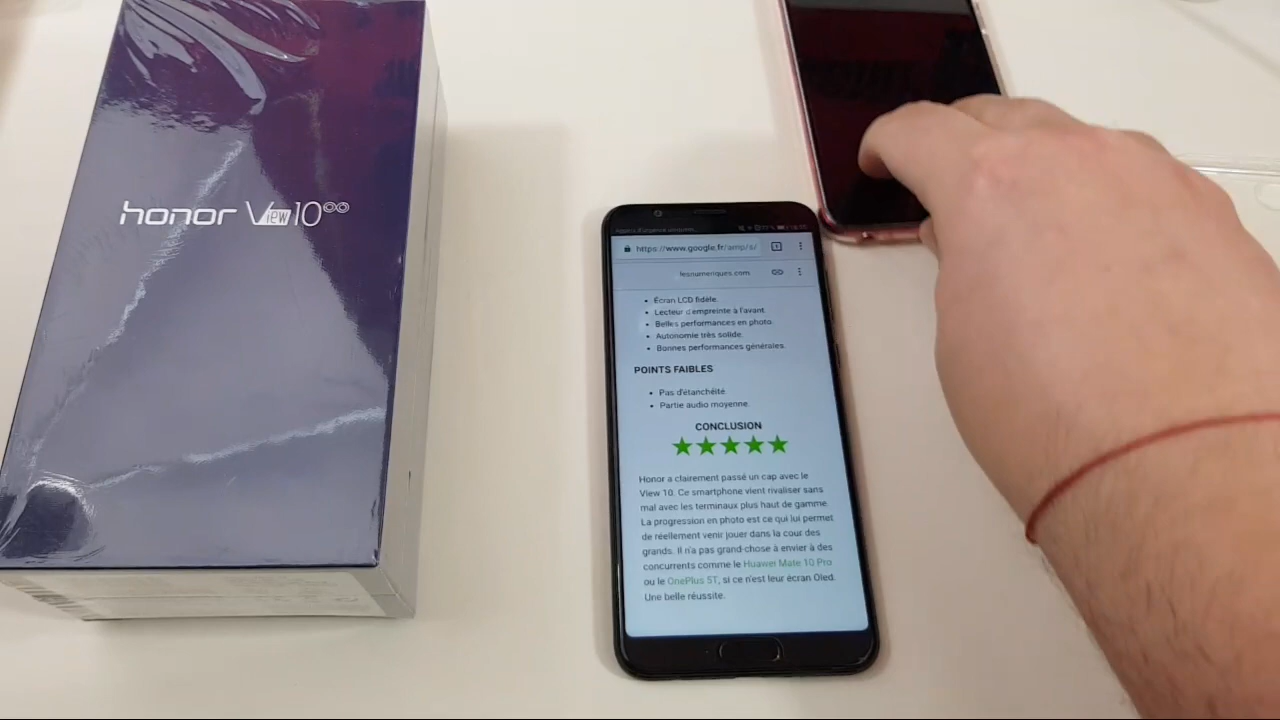 honor View 10
https://www.google.fr/amp/s/
lesnumeriques.com
• Écran LCD fidèle.
• Lecteur d'empreinte à l'avant.
• Belles performances en photo.
• Autonomie très solide.
• Bonnes performances générales.
POINTS FAIBLES
• Pas d'étanchéité.
• Partie audio moyenne.
CONCLUSION
Honor a clairement passé un cap avec le
View 10. Ce smartphone vient rivaliser sans
mal avec les terminaux plus haut de gamme.
La progression en photo est ce qui lui permet
de réellement venir jouer dans la cour des
grands. Il n'a pas grand-chose à envier à des
concurrents comme le Huawei Mate 10 Pro
ou le OnePlus 5T, si ce n'est leur écran Oled.
Une belle réussite.